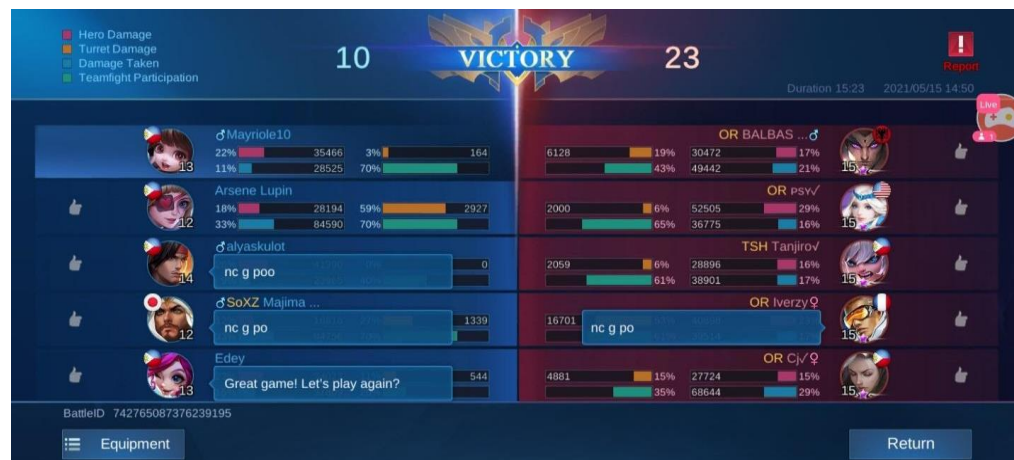 Hero Damage
Turret Damage
Damage Taken
Teamfight Participation
10
VICTORY
23
Report
Duration 15:23 2021/05/15 14:50
Live
1
Mayriole10
22% 35466 3% 164
11% 28525 70%
13
OR BALBAS ...
6128 19% 30472 17%
43% 49442 21%
15
Arsene Lupin
18% 28194 59% 2927
33% 84590 70%
12
OR PSY√
2000 6% 52505 29%
65% 36775 16%
15
alyaskulot
nc g poo
0
14
TSH Tanjiro√
2059 6% 28896 16%
61% 38901 17%
15
SoXZ Majima ...
nc g po
1339
12
OR Iverzy
16701
nc g po
15
Edey
Great game! Let's play again?
544
13
OR Cj√
4881 15% 27724 15%
35% 68644 29%
15
BattleID 742765087376239195
Equipment
Return